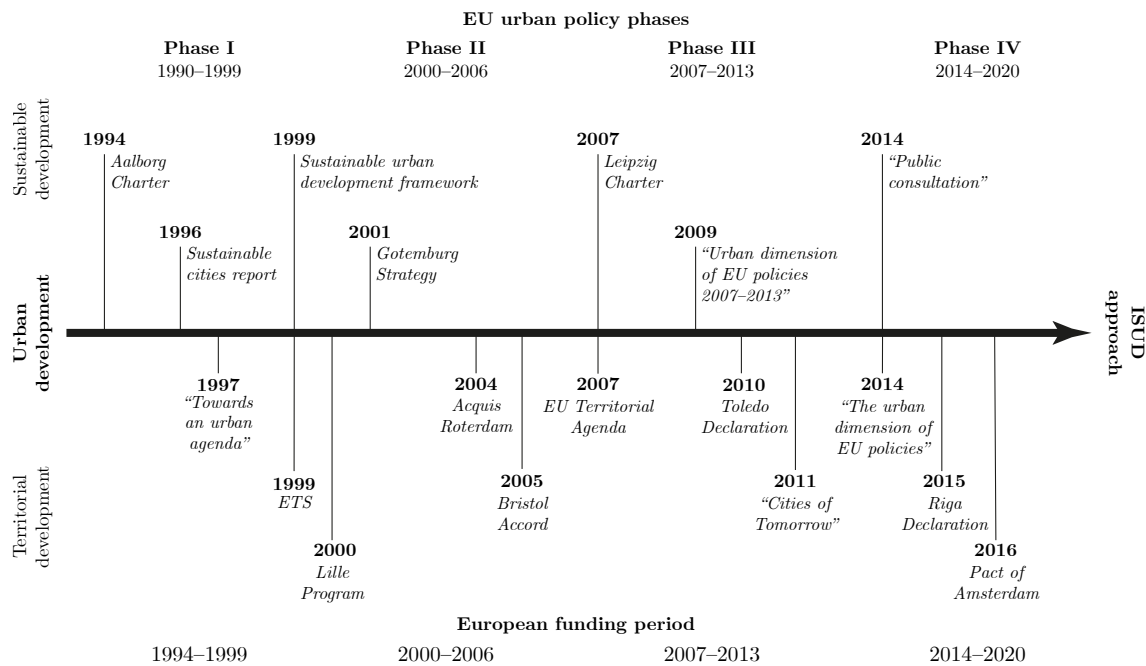 EU urban policy phases
Phase I
1990–1999
Phase II
2000–2006
Phase III
2007–2013
Phase IV
2014–2020
Sustainable
development
1994
Aalborg
Charter
1999
Sustainable urban
development framework
2007
Leipzig
Charter
2014
“Public
consultation”
1996
Sustainable
cities report
2001
Gotemburg
Strategy
2009
“Urban dimension
of EU policies
2007–2013”
Urban
development
ISUD
approach
1997
“Towards
an urban
agenda”
2004
Acquis
Roterdam
2007
EU Territorial
Agenda
2010
Toledo
Declaration
2014
“The urban
dimension of
EU policies”
Territorial
development
1999
ETS
2005
Bristol
Accord
2011
“Cities of
Tomorrow”
2015
Riga
Declaration
2000
Lille
Program
2016
Pact of
Amsterdam
European funding period
1994–1999
2000–2006
2007–2013
2014–2020